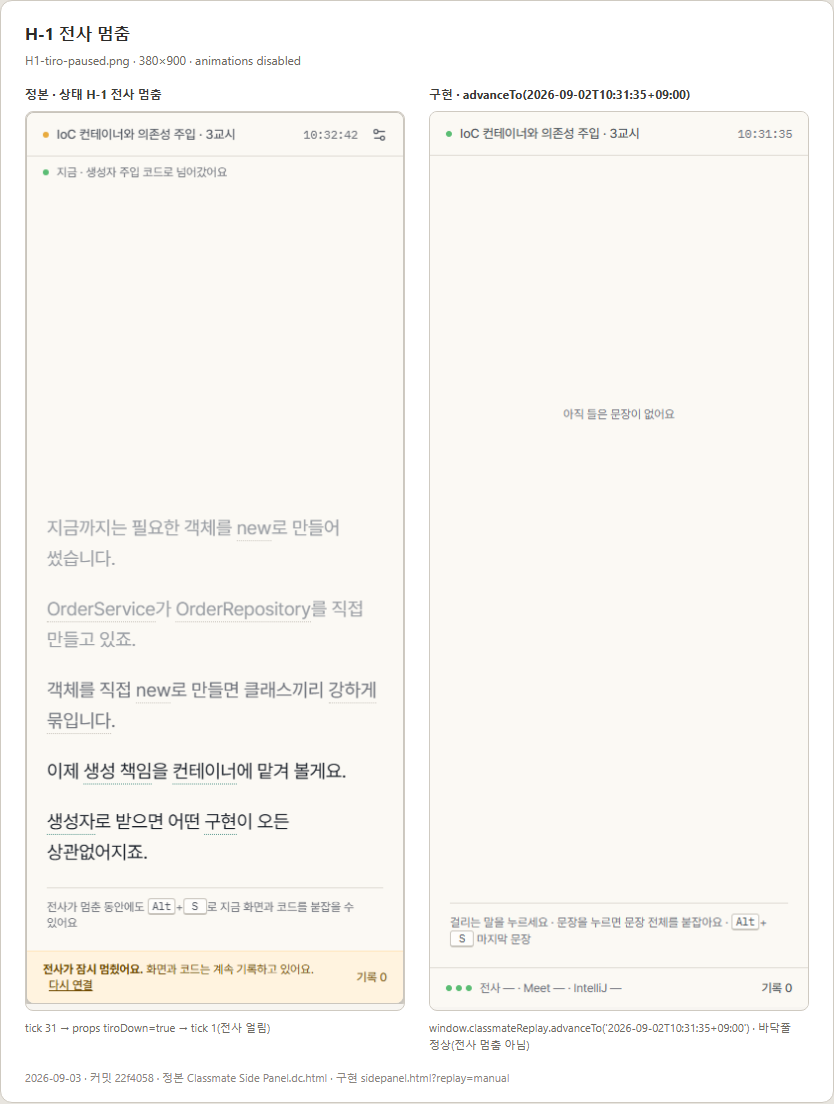 H-1 전사 멈춤
H1-tiro-paused.png · 380×900 · animations disabled
정본 · 상태 H-1 전사 멈춤
IoC 컨테이너와 의존성 주입 · 3교시 10:32:42
지금 · 생성자 주입 코드로 넘어갔어요
지금까지는 필요한 객체를 new로 만들어
썼습니다.
OrderService가 OrderRepository를 직접
만들고 있죠.
객체를 직접 new로 만들면 클래스끼리 강하게
묶입니다.
이제 생성 책임을 컨테이너에 맡겨 볼게요.
생성자로 받으면 어떤 구현이 오든
상관없어지죠.
전사가 멈춘 동안에도 Alt+S로 지금 화면과 코드를 붙잡을 수
있어요
전사가 잠시 멈췄어요. 화면과 코드는 계속 기록하고 있어요.
다시 연결
기록 0
tick 31 → props tiroDown=true → tick 1(전사 얼림)
구현 · advanceTo(2026-09-02T10:31:35+09:00)
IoC 컨테이너와 의존성 주입 · 3교시 10:31:35
아직 들은 문장이 없어요
걸리는 말을 누르세요 · 문장을 누르면 문장 전체를 붙잡아요 · Alt+
S 마지막 문장
전사 — · Meet — · IntelliJ — 기록 0
window.classmateReplay.advanceTo('2026-09-02T10:31:35+09:00') · 바닥줄
정상(전사 멈춤 아님)
2026-09-03 · 커밋 22f4058 · 정본 Classmate Side Panel.dc.html · 구현 sidepanel.html?replay=manual